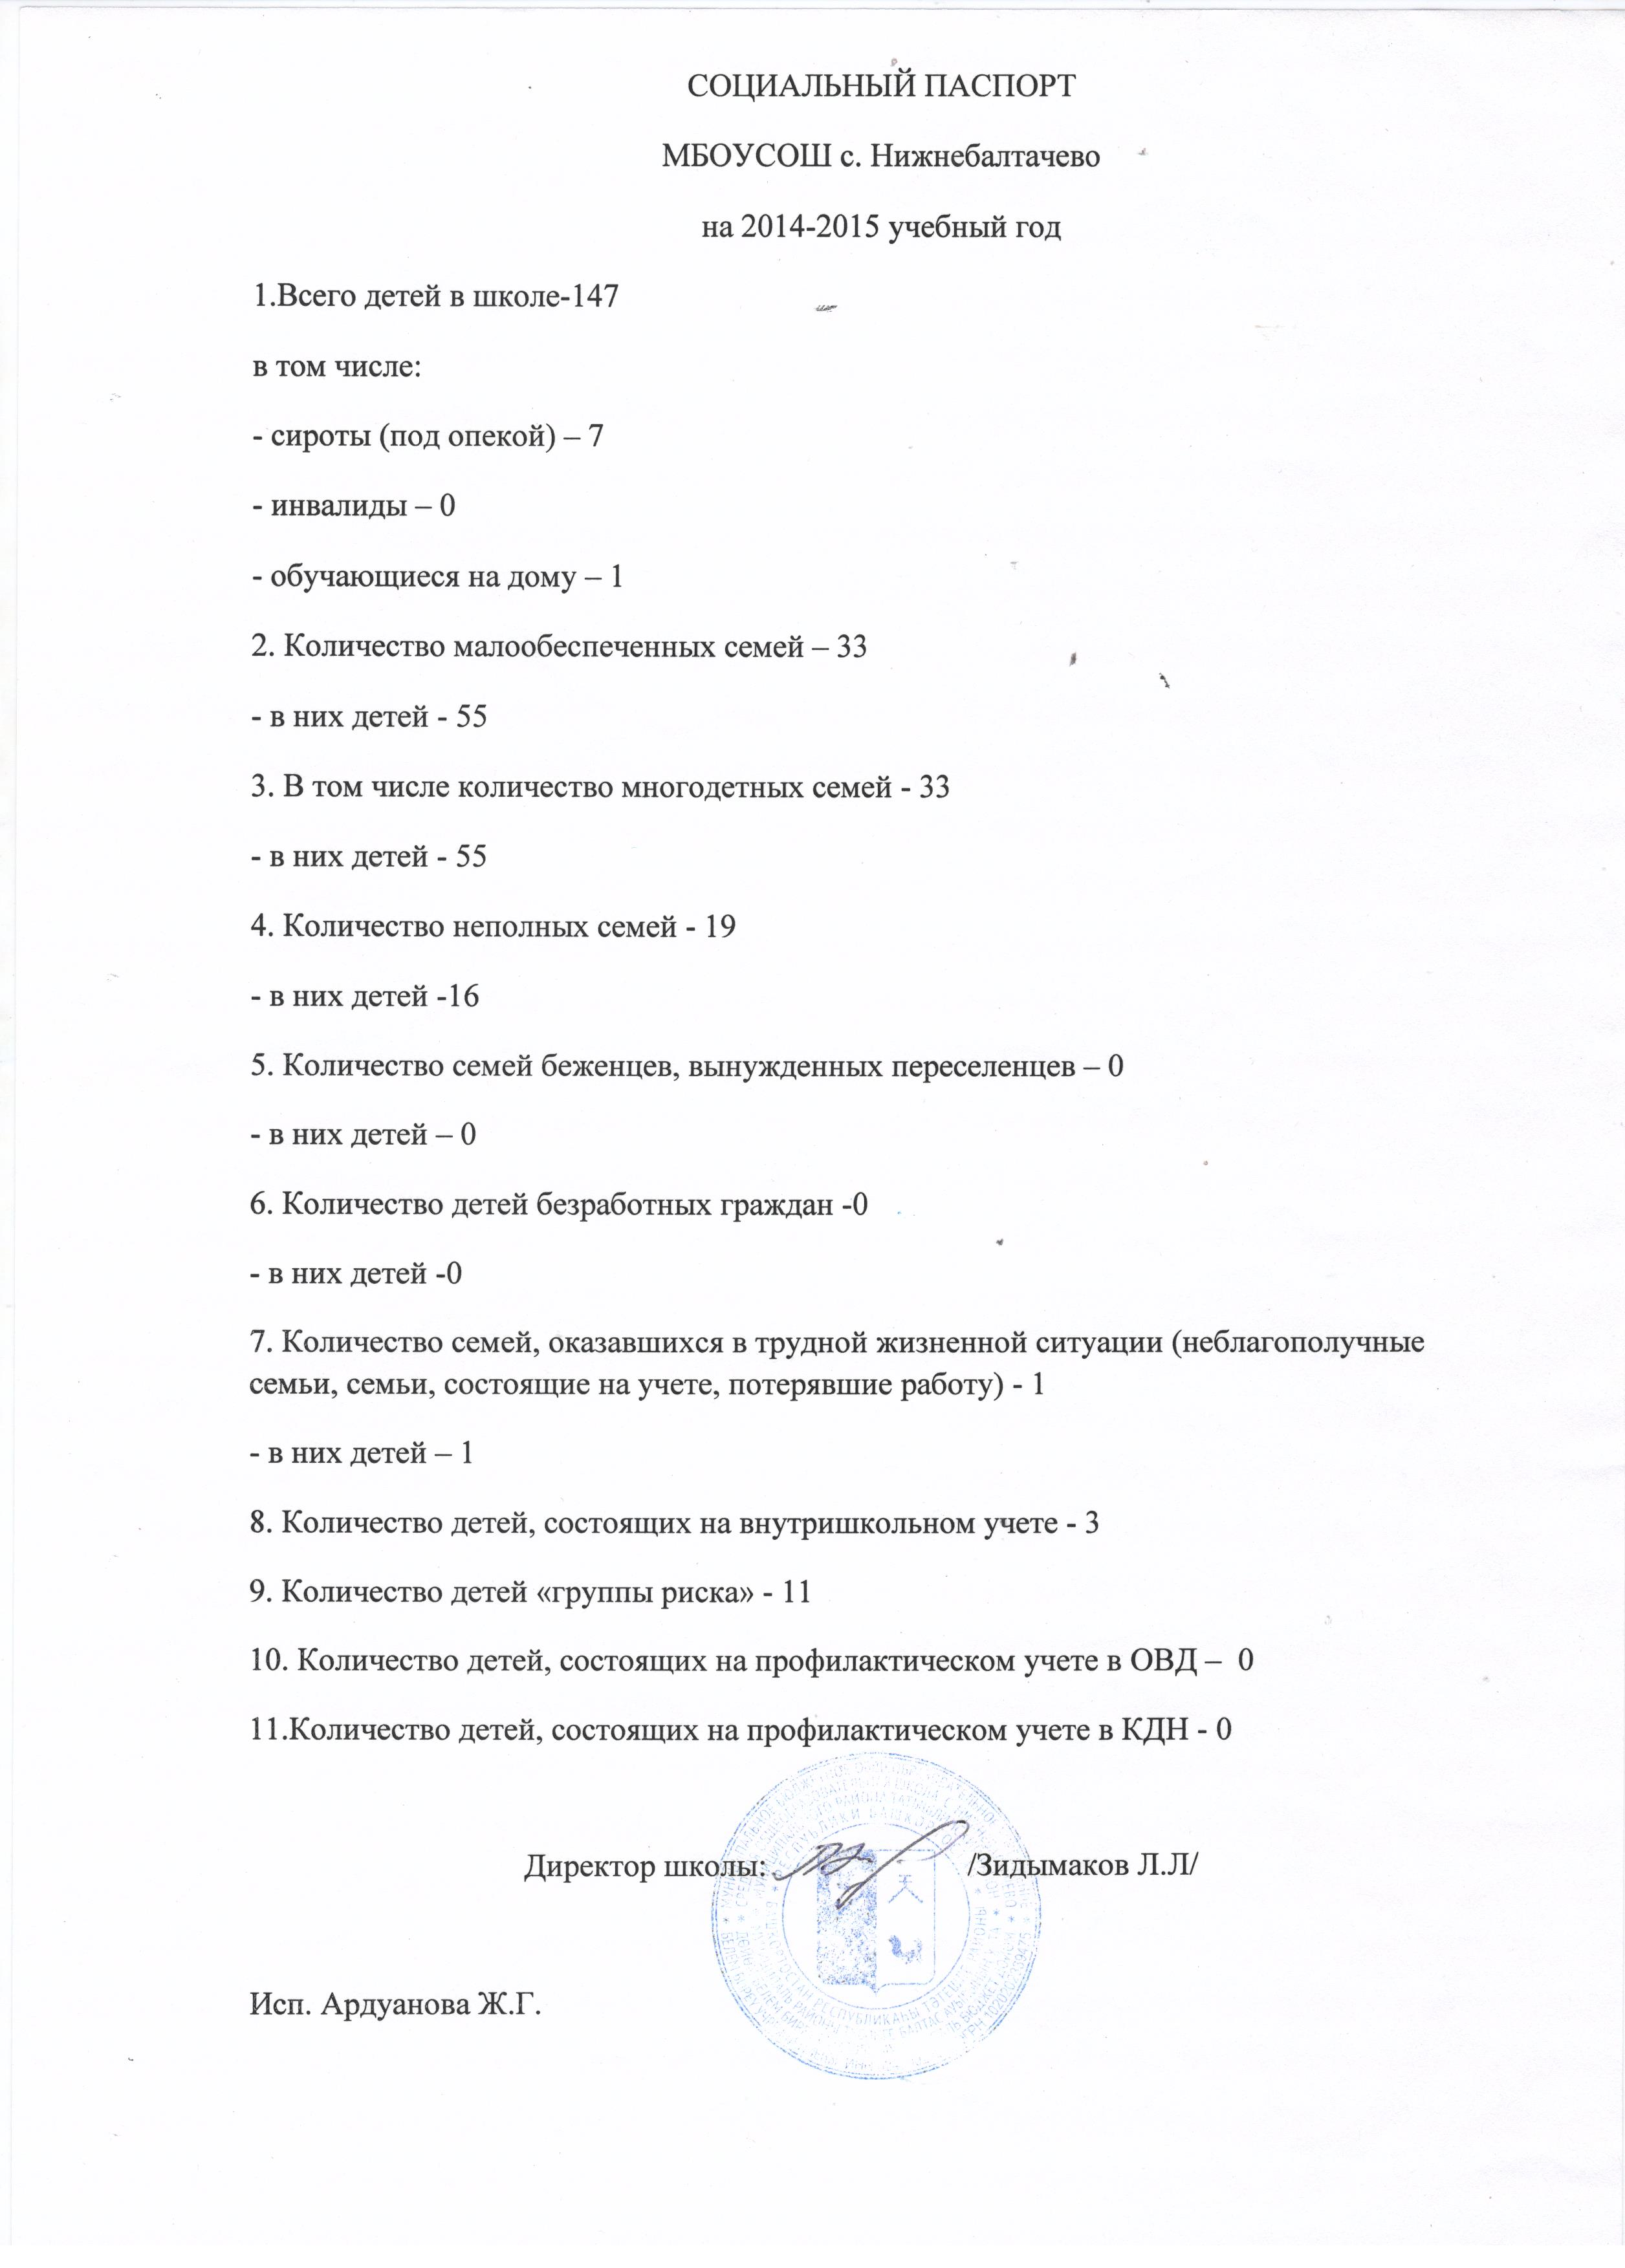 СОЦИАЛЬНЫЙ ПАСПОРТ
МБОУСОШ с. Нижнебалтачево
на 2014-2015 учебный год
1.Всего детей в школе-147
в том числе:
- сироты (под опекой) – 7
- инвалиды – 0
- обучающиеся на дому – 1
2. Количество малообеспеченных семей – 33
- в них детей - 55
3. В том числе количество многодетных семей - 33
- в них детей - 55
4. Количество неполных семей - 19
- в них детей -16
5. Количество семей беженцев, вынужденных переселенцев – 0
- в них детей – 0
6. Количество детей безработных граждан -0
- в них детей -0
7. Количество семей, оказавшихся в трудной жизненной ситуации (неблагополучные
семьи, семьи, состоящие на учете, потерявшие работу) - 1
- в них детей – 1
8. Количество детей, состоящих на внутришкольном учете - 3
9. Количество детей «группы риска» - 11
10. Количество детей, состоящих на профилактическом учете в ОВД – 0
11.Количество детей, состоящих на профилактическом учете в КДН - 0
Директор школы: /Зидымаков Л.Л/
Исп. Ардуанова Ж.Г.